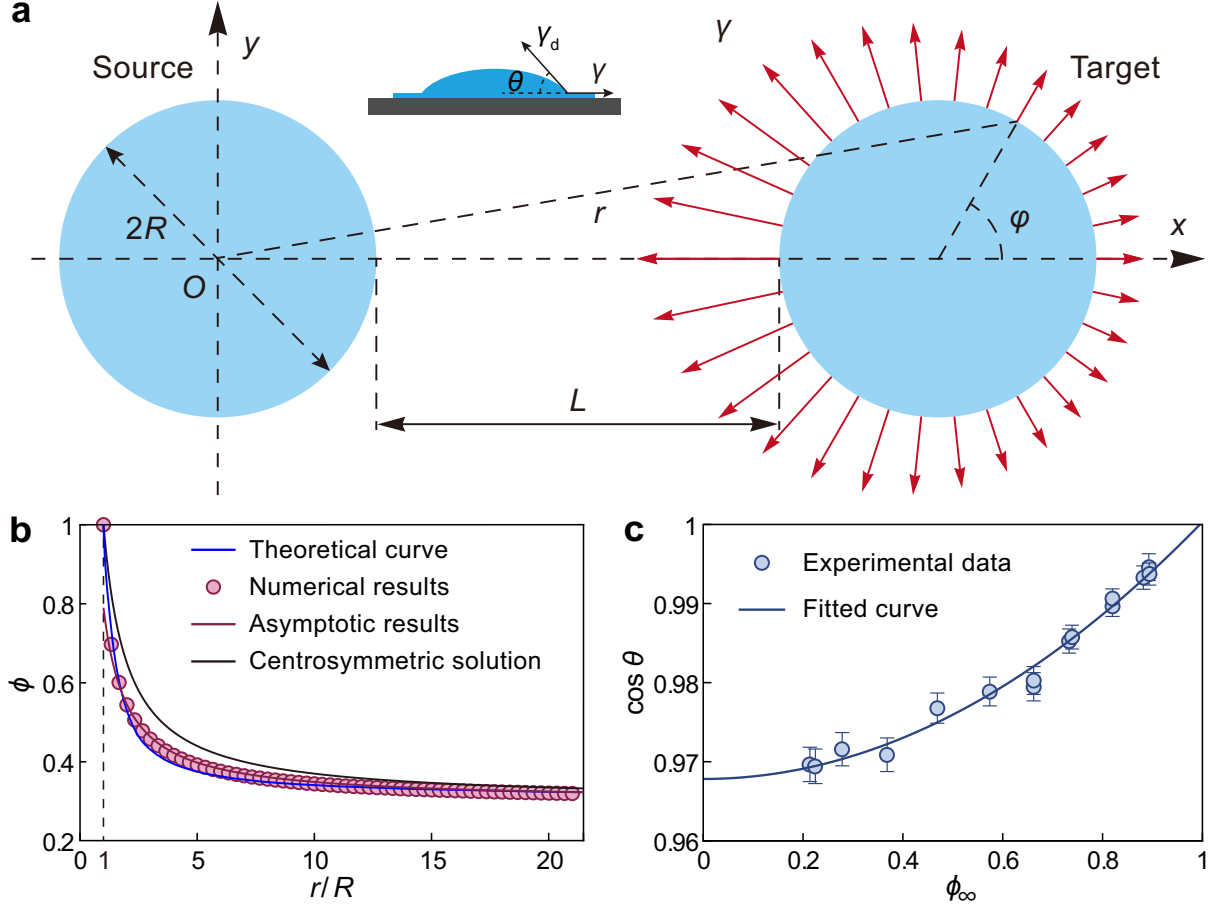 a
y
Source
γd
γ
θ
γ
Target
2R
r
φ
x
O
L
b
1
0.8
0.6
0.4
0.2
ϕ
0
1
5
10
15
20
r/R
Theoretical curve
Numerical results
Asymptotic results
Centrosymmetric solution
c
1
0.99
0.98
0.97
0.96
cos θ
0
0.2
0.4
0.6
0.8
1
ϕ∞
Experimental data
Fitted curve